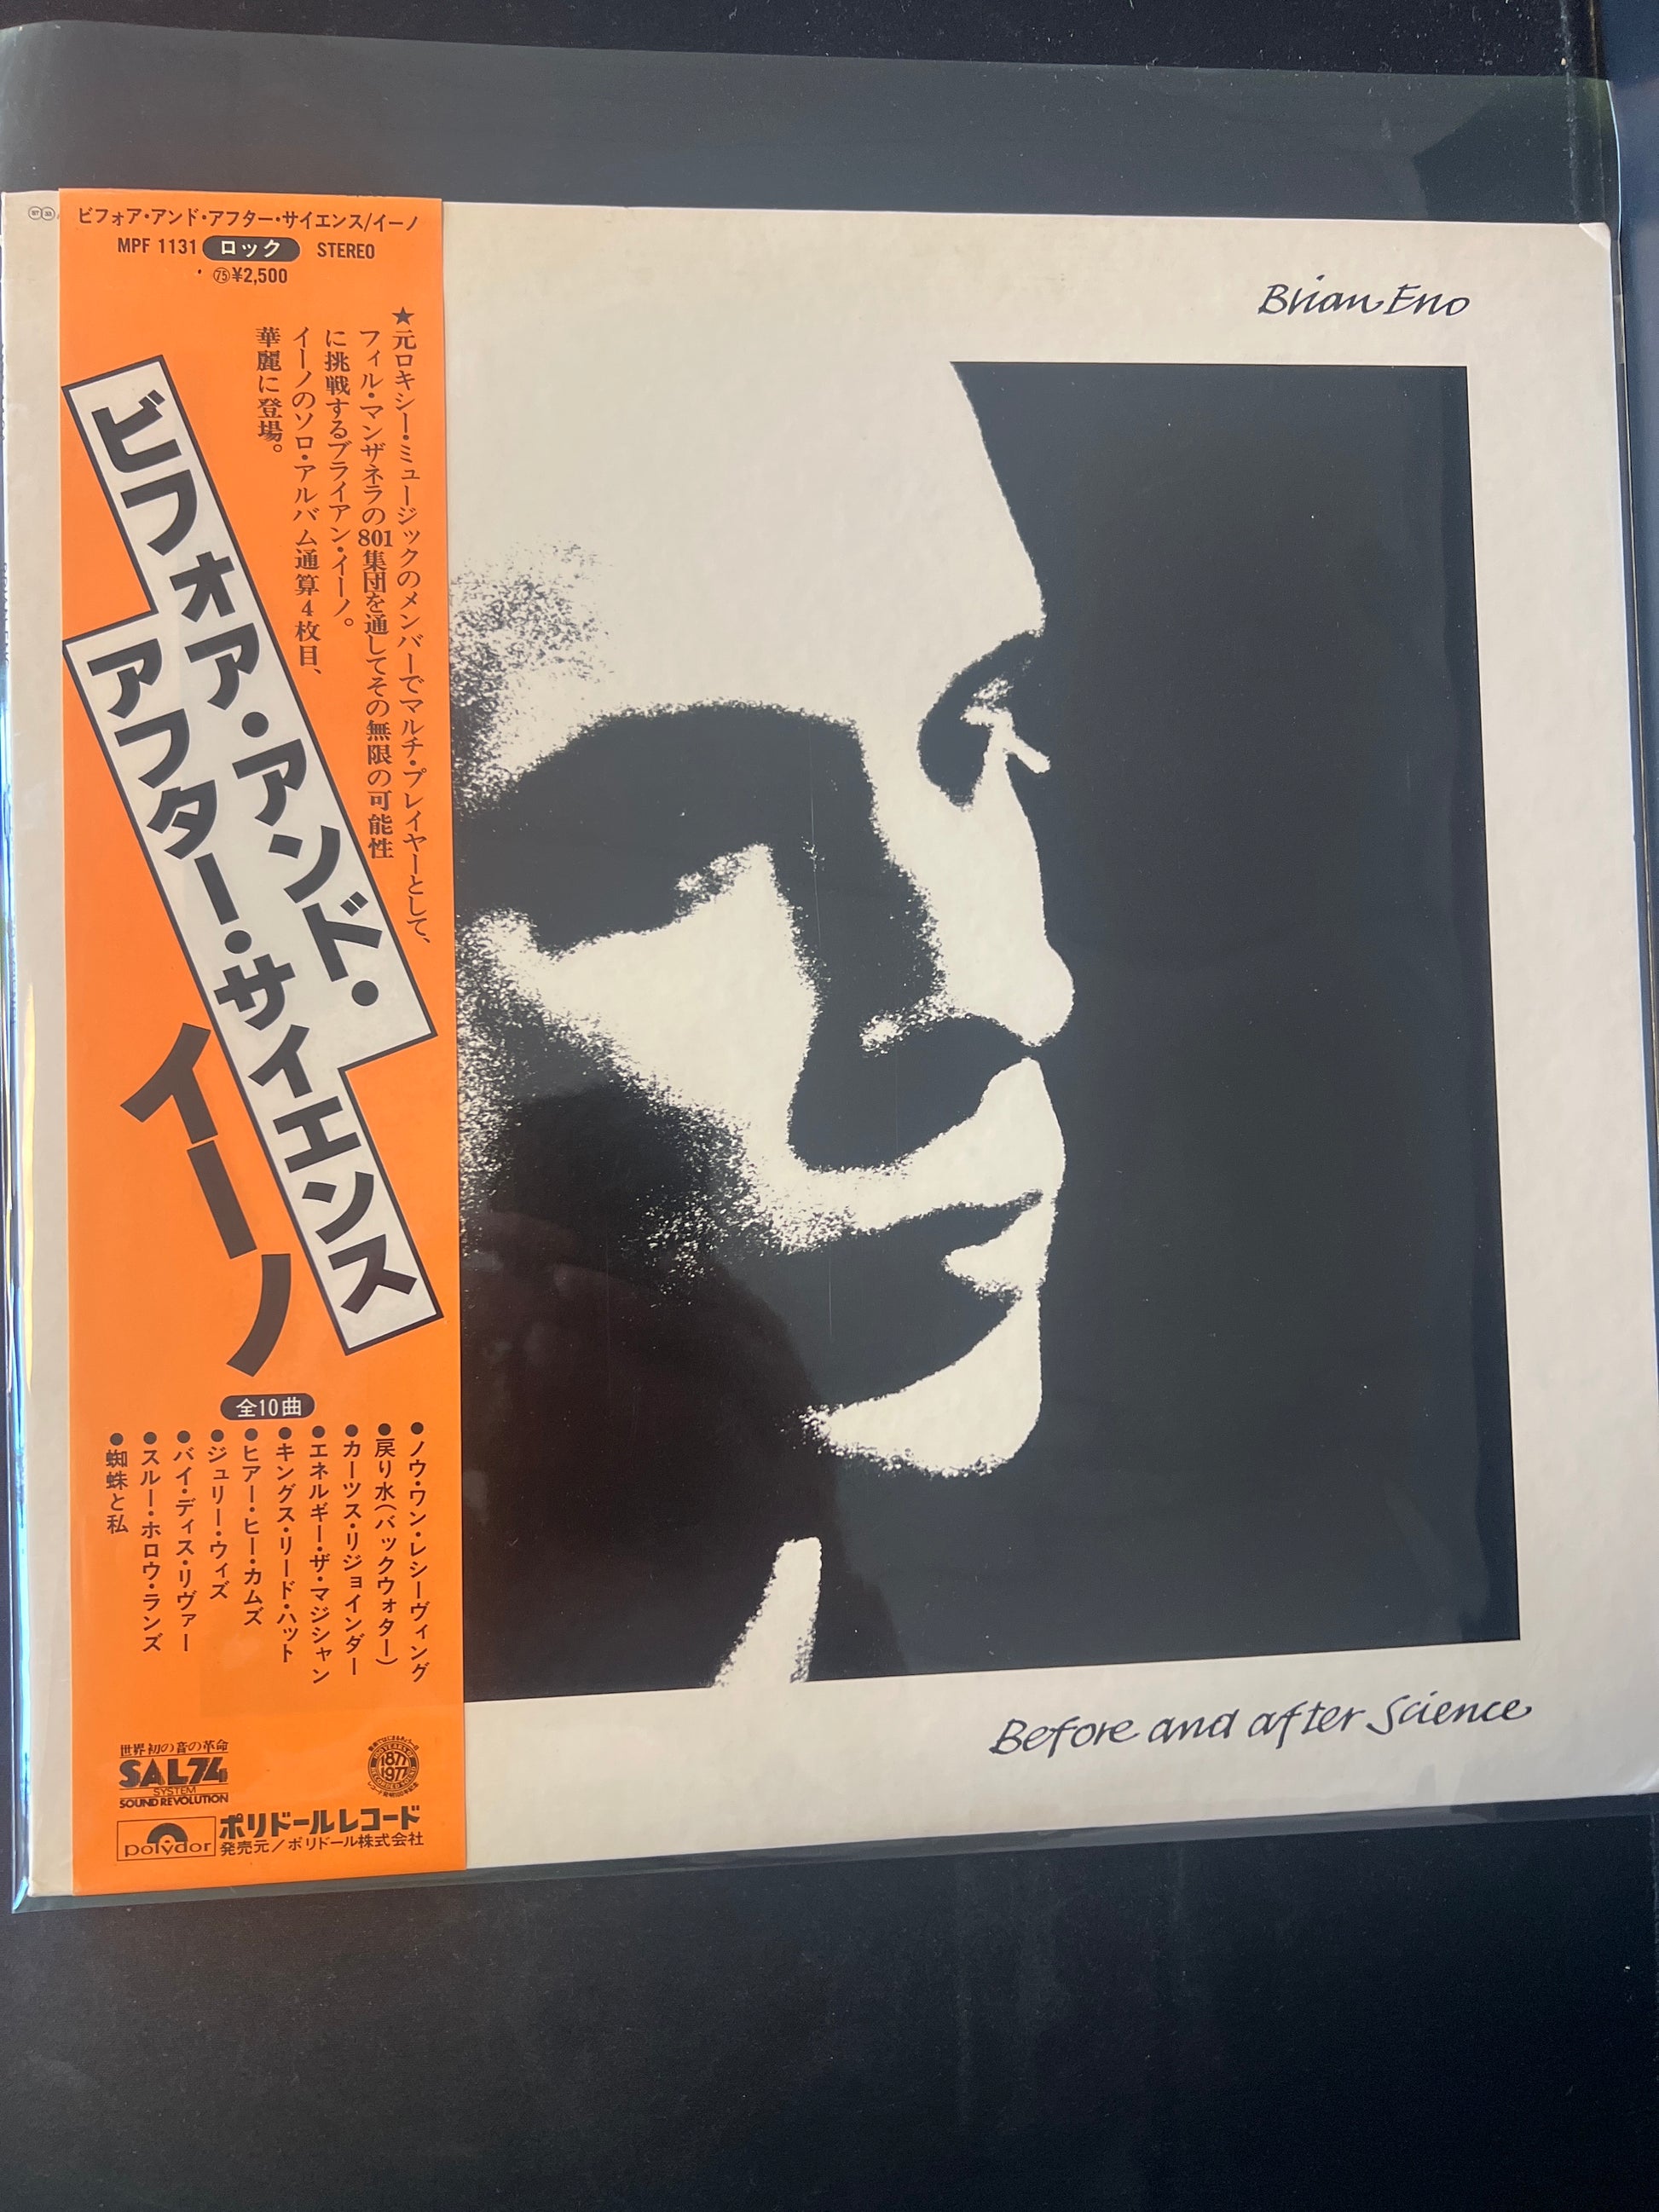 ビフォア・アンド・アフター・サイエンス/イーノ
MPF 1131 ロック STEREO
㊄¥2,500
★元ロキシー・ミュージックのメンバーでマルチ・プレイヤーとして、
フィル・マンザネラの801集団を通してその無限の可能性
に挑戦するブライアン・イーノ。
イーノのソロ・アルバム通算4枚目、
華麗に登場。
ビフォア・アンド・
アフター・サイエンス
イーノ
全10曲
●ノウ・ワン・レシーヴィング
●戻り水(バックウォター)
●カーツス・リジョインダー
●エネルギー・ザ・マジシャン
●キングス・リード・ハット
●ヒアー・ヒー・カムズ
●ジュリー・ウィズ
●バイ・ディス・リヴァー
●スルー・ホロウ・ランズ
●蜘蛛と私
世界初の音の革命
SAL74
SYSTEM
SOUND REVOLUTION
1877
1977
polydor
ポリドールレコード
発売元/ポリドール株式会社
Brian Eno
Before and after Science